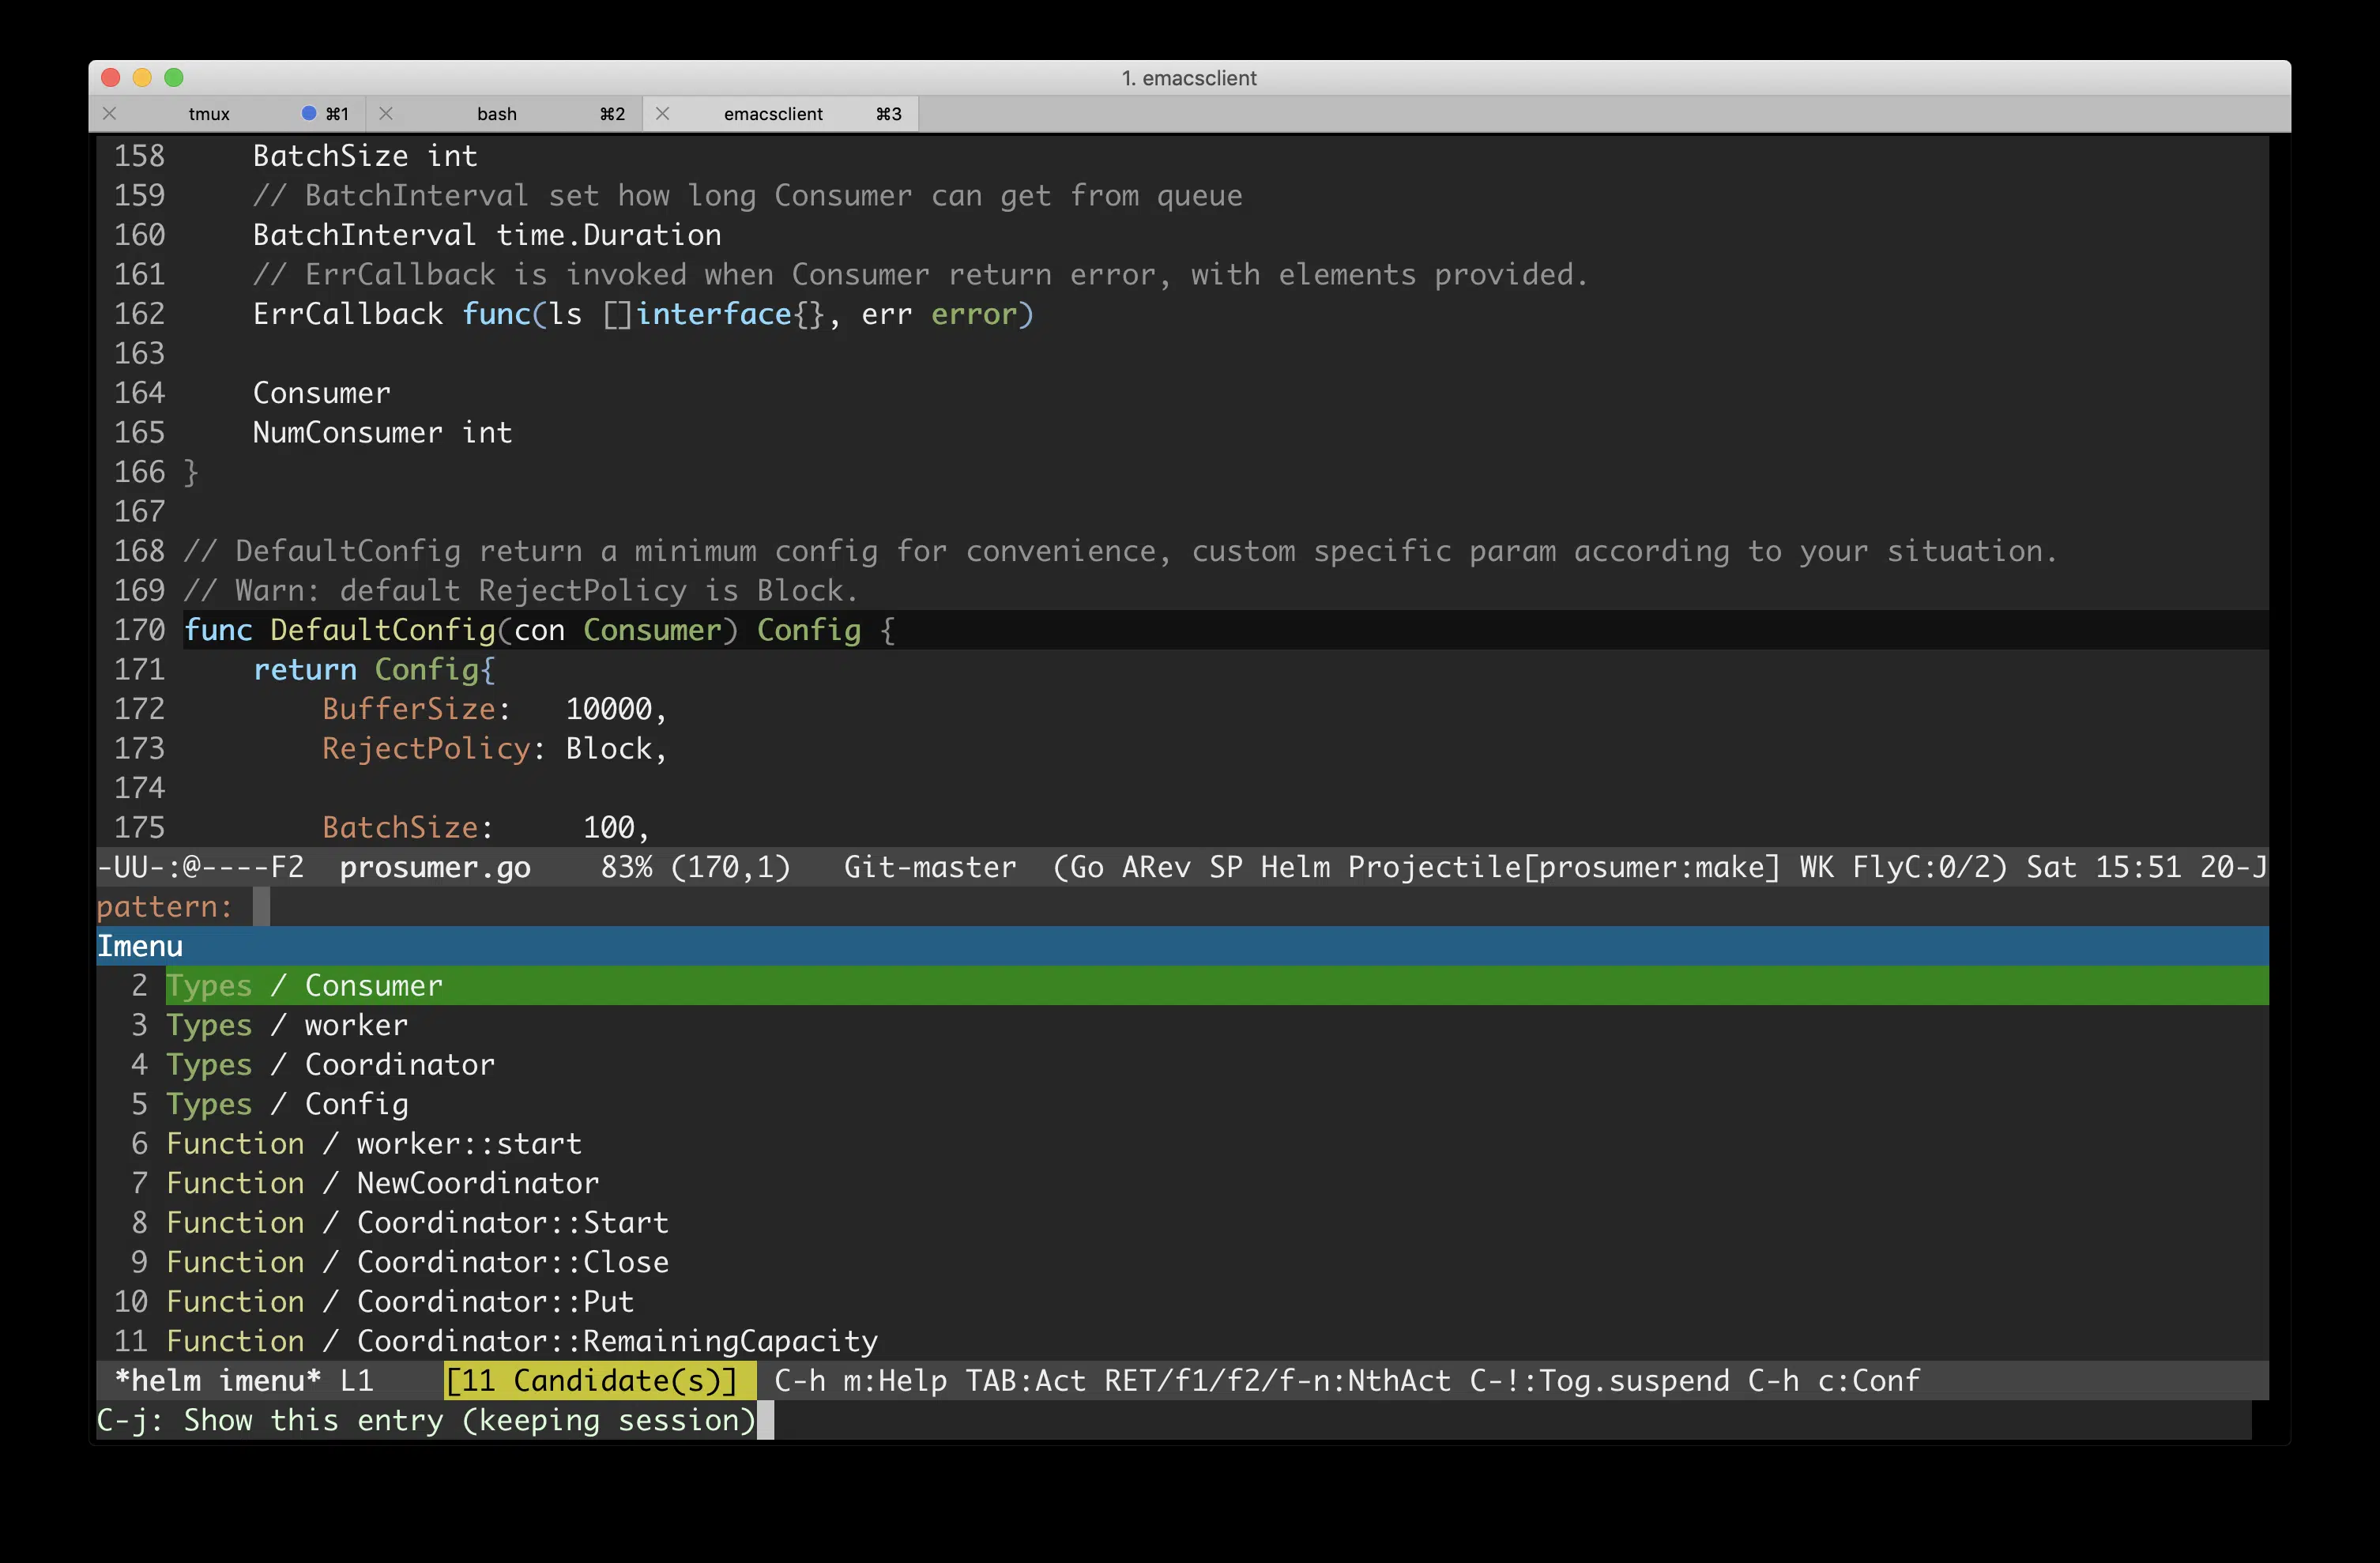 1. emacsclient
tmux ⌘1 bash ⌘2 emacsclient ⌘3
158     BatchSize int
159     // BatchInterval set how long Consumer can get from queue
160     BatchInterval time.Duration
161     // ErrCallback is invoked when Consumer return error, with elements provided.
162     ErrCallback func(ls []interface{}, err error)
163
164     Consumer
165     NumConsumer int
166 }
167
168 // DefaultConfig return a minimum config for convenience, custom specific param according to your situation.
169 // Warn: default RejectPolicy is Block.
170 func DefaultConfig(con Consumer) Config {
171     return Config{
172         BufferSize:   10000,
173         RejectPolicy: Block,
174
175         BatchSize:     100,
-UU-:@----F2  prosumer.go    83% (170,1)   Git-master  (Go ARev SP Helm Projectile[prosumer:make] WK FlyC:0/2) Sat 15:51 20-J
pattern:
Imenu
2 Types / Consumer
3 Types / worker
4 Types / Coordinator
5 Types / Config
6 Function / worker::start
7 Function / NewCoordinator
8 Function / Coordinator::Start
9 Function / Coordinator::Close
10 Function / Coordinator::Put
11 Function / Coordinator::RemainingCapacity
*helm imenu* L1    [11 Candidate(s)]  C-h m:Help TAB:Act RET/f1/f2/f-n:NthAct C-!:Tog.suspend C-h c:Conf
C-j: Show this entry (keeping session)